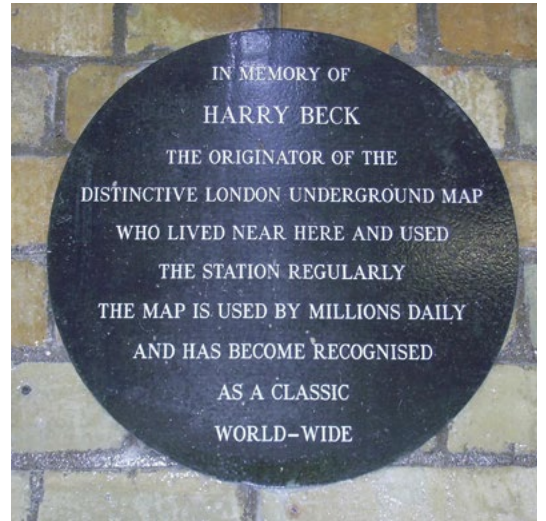 IN MEMORY OF
HARRY BECK
THE ORIGINATOR OF THE
DISTINCTIVE LONDON UNDERGROUND MAP
WHO LIVED NEAR HERE AND USED
THE STATION REGULARLY
THE MAP IS USED BY MILLIONS DAILY
AND HAS BECOME RECOGNISED
AS A CLASSIC
WORLD-WIDE